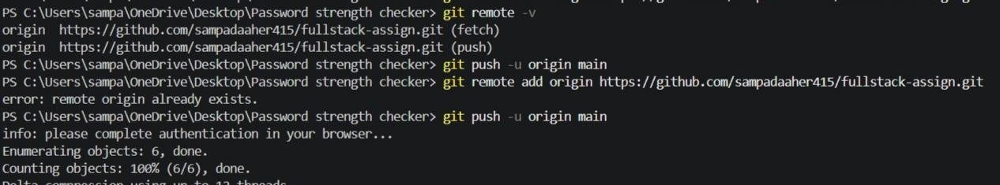 PS C:\Users\sampa\OneDrive\Desktop\Password strength checker> git remote -v
origin  https://github.com/sampadaaher415/fullstack-assign.git (fetch)
origin  https://github.com/sampadaaher415/fullstack-assign.git (push)
PS C:\Users\sampa\OneDrive\Desktop\Password strength checker> git push -u origin main
PS C:\Users\sampa\OneDrive\Desktop\Password strength checker> git remote add origin https://github.com/sampadaaher415/fullstack-assign.git
error: remote origin already exists.
PS C:\Users\sampa\OneDrive\Desktop\Password strength checker> git push -u origin main
info: please complete authentication in your browser...
Enumerating objects: 6, done.
Counting objects: 100% (6/6), done.
Delta compression using up to 12 threads